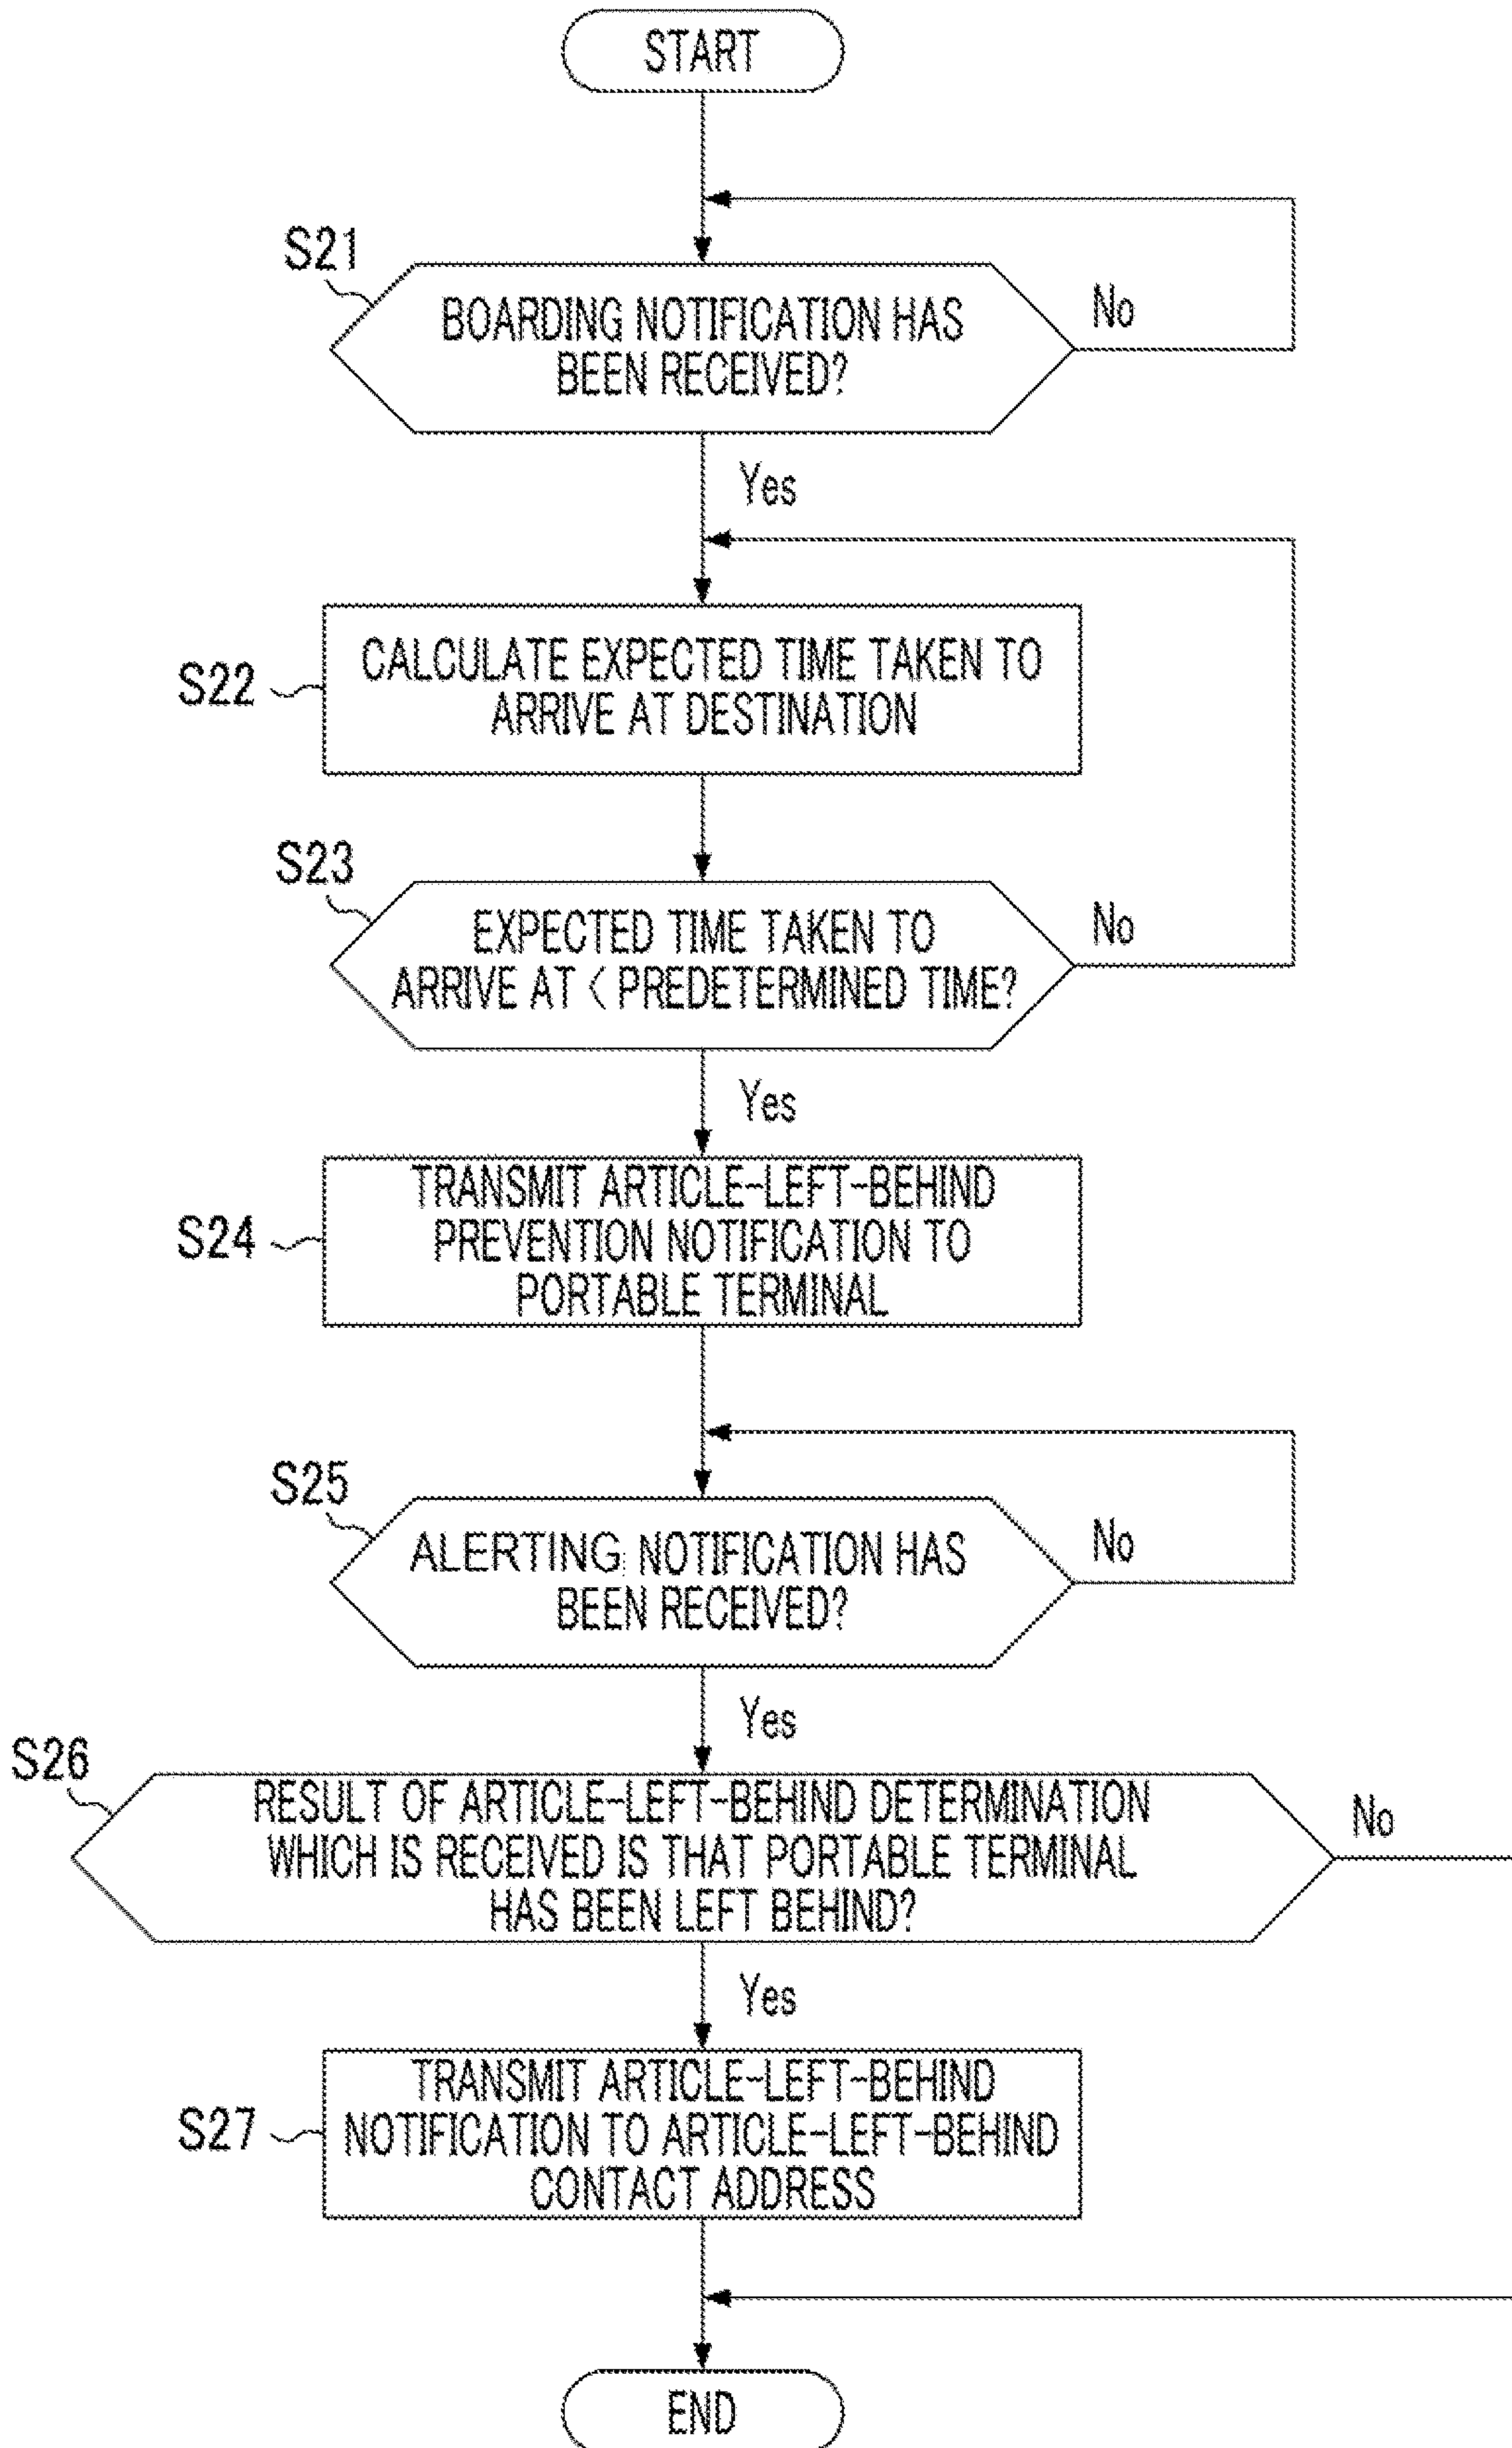 START
S21
BOARDING NOTIFICATION HAS
BEEN RECEIVED?
No
Yes
S22
CALCULATE EXPECTED TIME TAKEN TO
ARRIVE AT DESTINATION
S23
EXPECTED TIME TAKEN TO
ARRIVE AT < PREDETERMINED TIME?
No
Yes
S24
TRANSMIT ARTICLE-LEFT-BEHIND
PREVENTION NOTIFICATION TO
PORTABLE TERMINAL
S25
ALERTING NOTIFICATION HAS
BEEN RECEIVED?
No
Yes
S26
RESULT OF ARTICLE-LEFT-BEHIND DETERMINATION
WHICH IS RECEIVED IS THAT PORTABLE TERMINAL
HAS BEEN LEFT BEHIND?
No
Yes
S27
TRANSMIT ARTICLE-LEFT-BEHIND
NOTIFICATION TO ARTICLE-LEFT-BEHIND
CONTACT ADDRESS
END